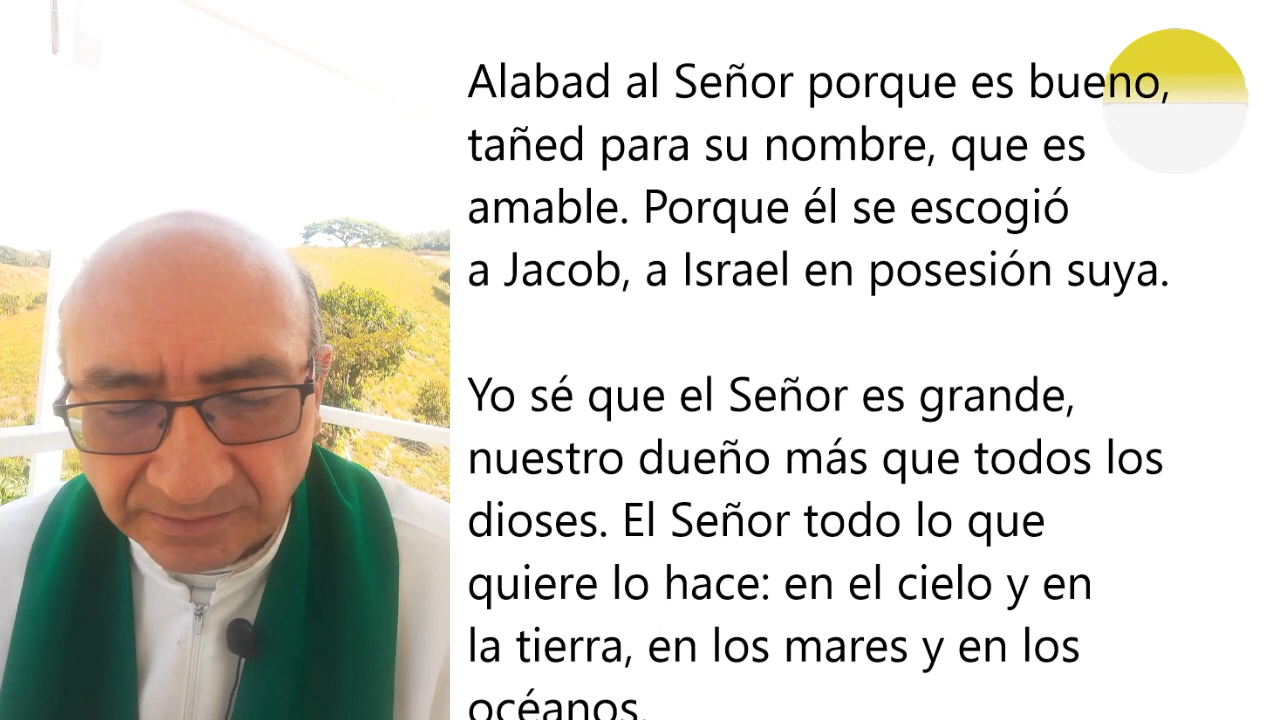 Alabad al Señor porque es bueno,
tañed para su nombre, que es
amable. Porque él se escogió
a Jacob, a Israel en posesión suya.
Yo sé que el Señor es grande,
nuestro dueño más que todos los
dioses. El Señor todo lo que
quiere lo hace: en el cielo y en
la tierra, en los mares y en los
océanos.